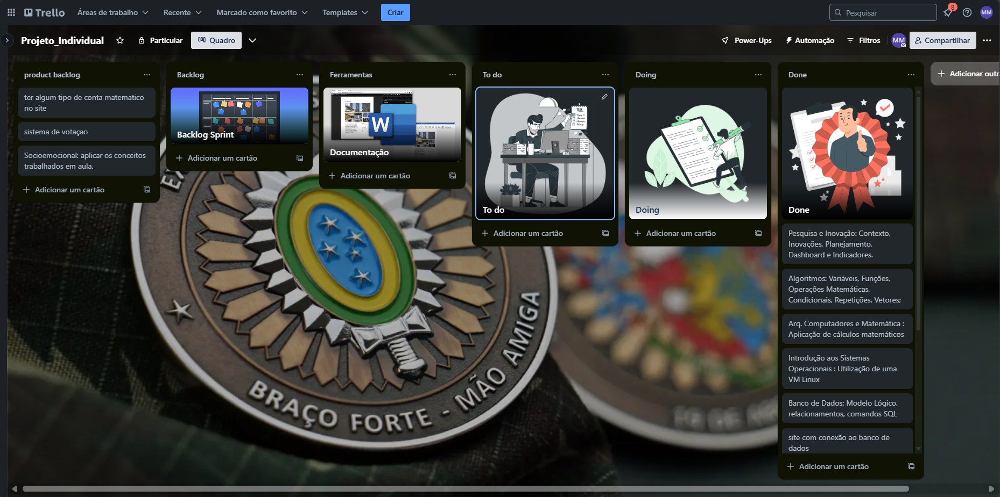 Trello
Áreas de trabalho
Recente
Marcado como favorito
Templates
Criar
Pesquisar
8
MM
Projeto_Individual
Particular
Quadro
Power-Ups
Automação
Filtros
MM
Compartilhar
product backlog
ter algum tipo de conta matematico
no site
sistema de votaçao
Socioemocional: aplicar os conceitos
trabalhados em aula.
Adicionar um cartão
Backlog
Backlog Sprint
Adicionar um cartão
Ferramentas
W
Documentação
Adicionar um cartão
To do
TASK
To do
Adicionar um cartão
Doing
Doing
Adicionar um cartão
Done
Done
Pesquisa e Inovação: Contexto,
Inovações, Planejamento,
Dashboard e Indicadores.
Algoritmos: Variáveis, Funções,
Operações Matemáticas,
Condicionais, Repetições, Vetores;
Arq. Computadores e Matemática :
Aplicação de cálculos matemáticos
Introdução aos Sistemas
Operacionais : Utilização de uma
VM Linux
Banco de Dados: Modelo Lógico,
relacionamentos, comandos SQL
site com conexão ao banco de
dados
Adicionar um cartão
Adicionar outr
BRAÇO FORTE - MÃO AMIGA